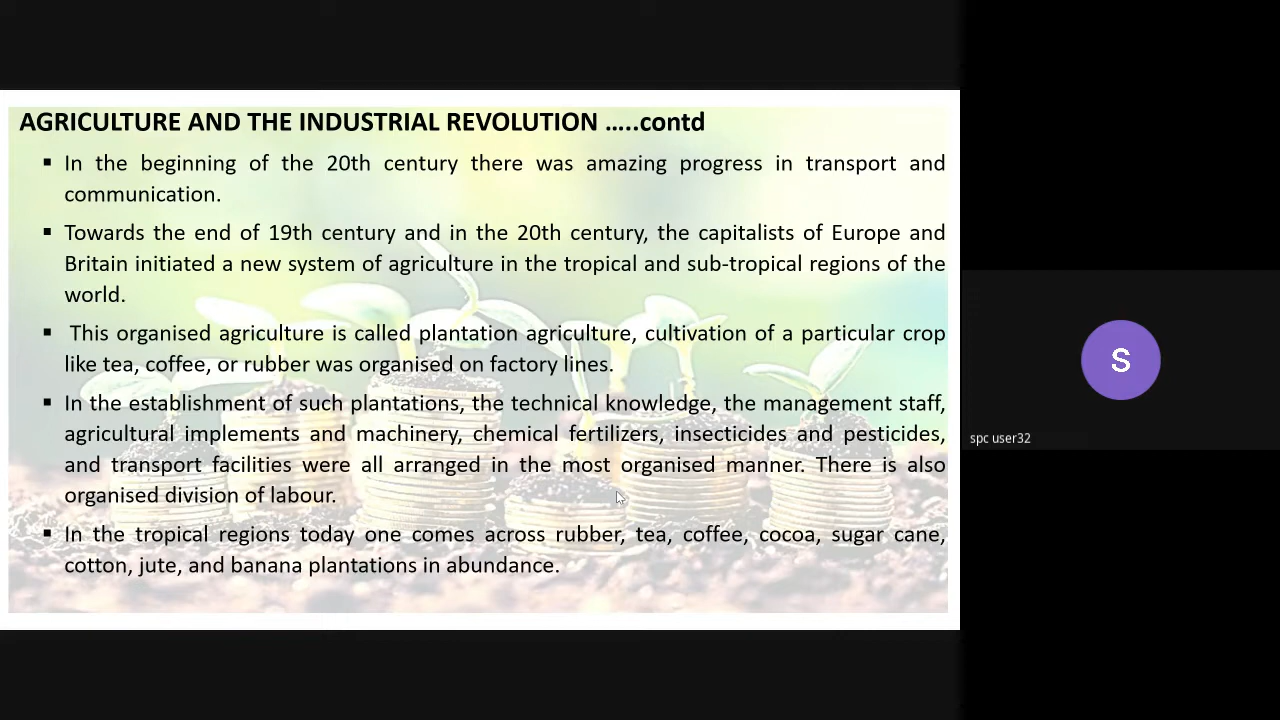 AGRICULTURE AND THE INDUSTRIAL REVOLUTION …..contd
▪ In the beginning of the 20th century there was amazing progress in transport and
communication.
▪ Towards the end of 19th century and in the 20th century, the capitalists of Europe and
Britain initiated a new system of agriculture in the tropical and sub-tropical regions of the
world.
▪ This organised agriculture is called plantation agriculture, cultivation of a particular crop
like tea, coffee, or rubber was organised on factory lines.
▪ In the establishment of such plantations, the technical knowledge, the management staff,
agricultural implements and machinery, chemical fertilizers, insecticides and pesticides,
and transport facilities were all arranged in the most organised manner. There is also
organised division of labour.
▪ In the tropical regions today one comes across rubber, tea, coffee, cocoa, sugar cane,
cotton, jute, and banana plantations in abundance.
S
spc user32